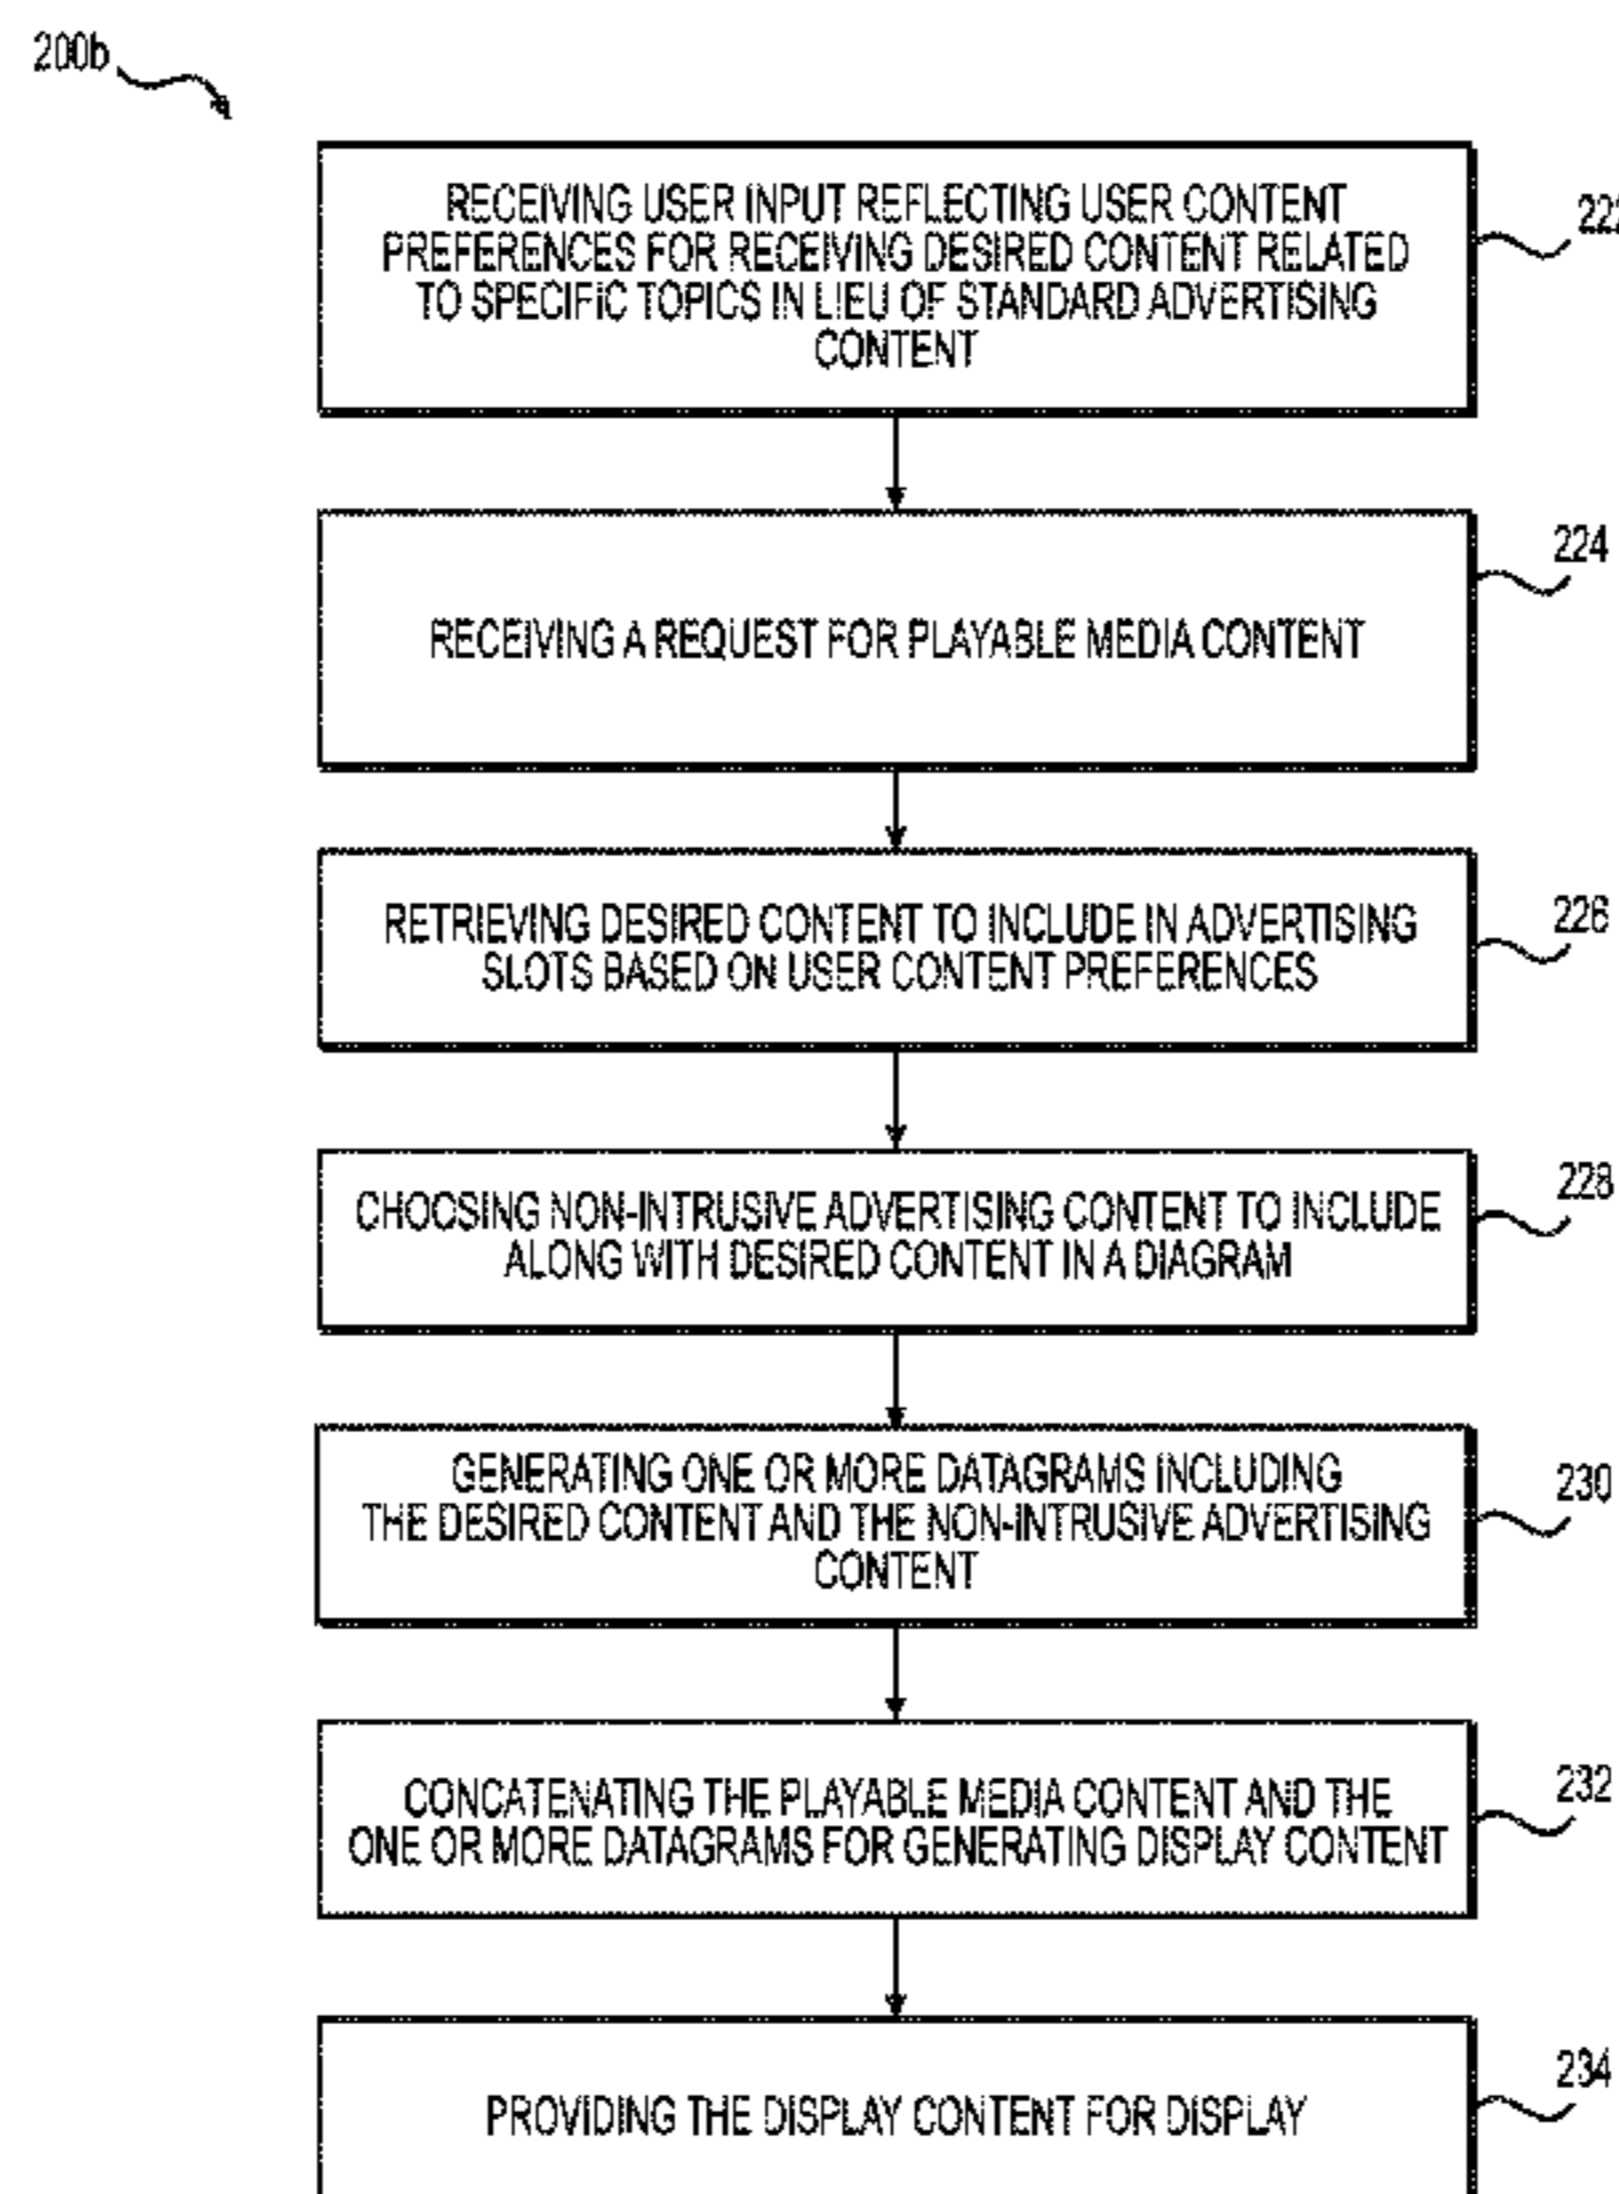 200b
RECEIVING USER INPUT REFLECTING USER CONTENT
PREFERENCES FOR RECEIVING DESIRED CONTENT RELATED
TO SPECIFIC TOPICS IN LIEU OF STANDARD ADVERTISING
CONTENT
222
RECEIVING A REQUEST FOR PLAYABLE MEDIA CONTENT
224
RETRIEVING DESIRED CONTENT TO INCLUDE IN ADVERTISING
SLOTS BASED ON USER CONTENT PREFERENCES
226
CHOOSING NON-INTRUSIVE ADVERTISING CONTENT TO INCLUDE
ALONG WITH DESIRED CONTENT IN A DIAGRAM
228
GENERATING ONE OR MORE DATAGRAMS INCLUDING
THE DESIRED CONTENT AND THE NON-INTRUSIVE ADVERTISING
CONTENT
230
CONCATENATING THE PLAYABLE MEDIA CONTENT AND THE
ONE OR MORE DATAGRAMS FOR GENERATING DISPLAY CONTENT
232
PROVIDING THE DISPLAY CONTENT FOR DISPLAY
234